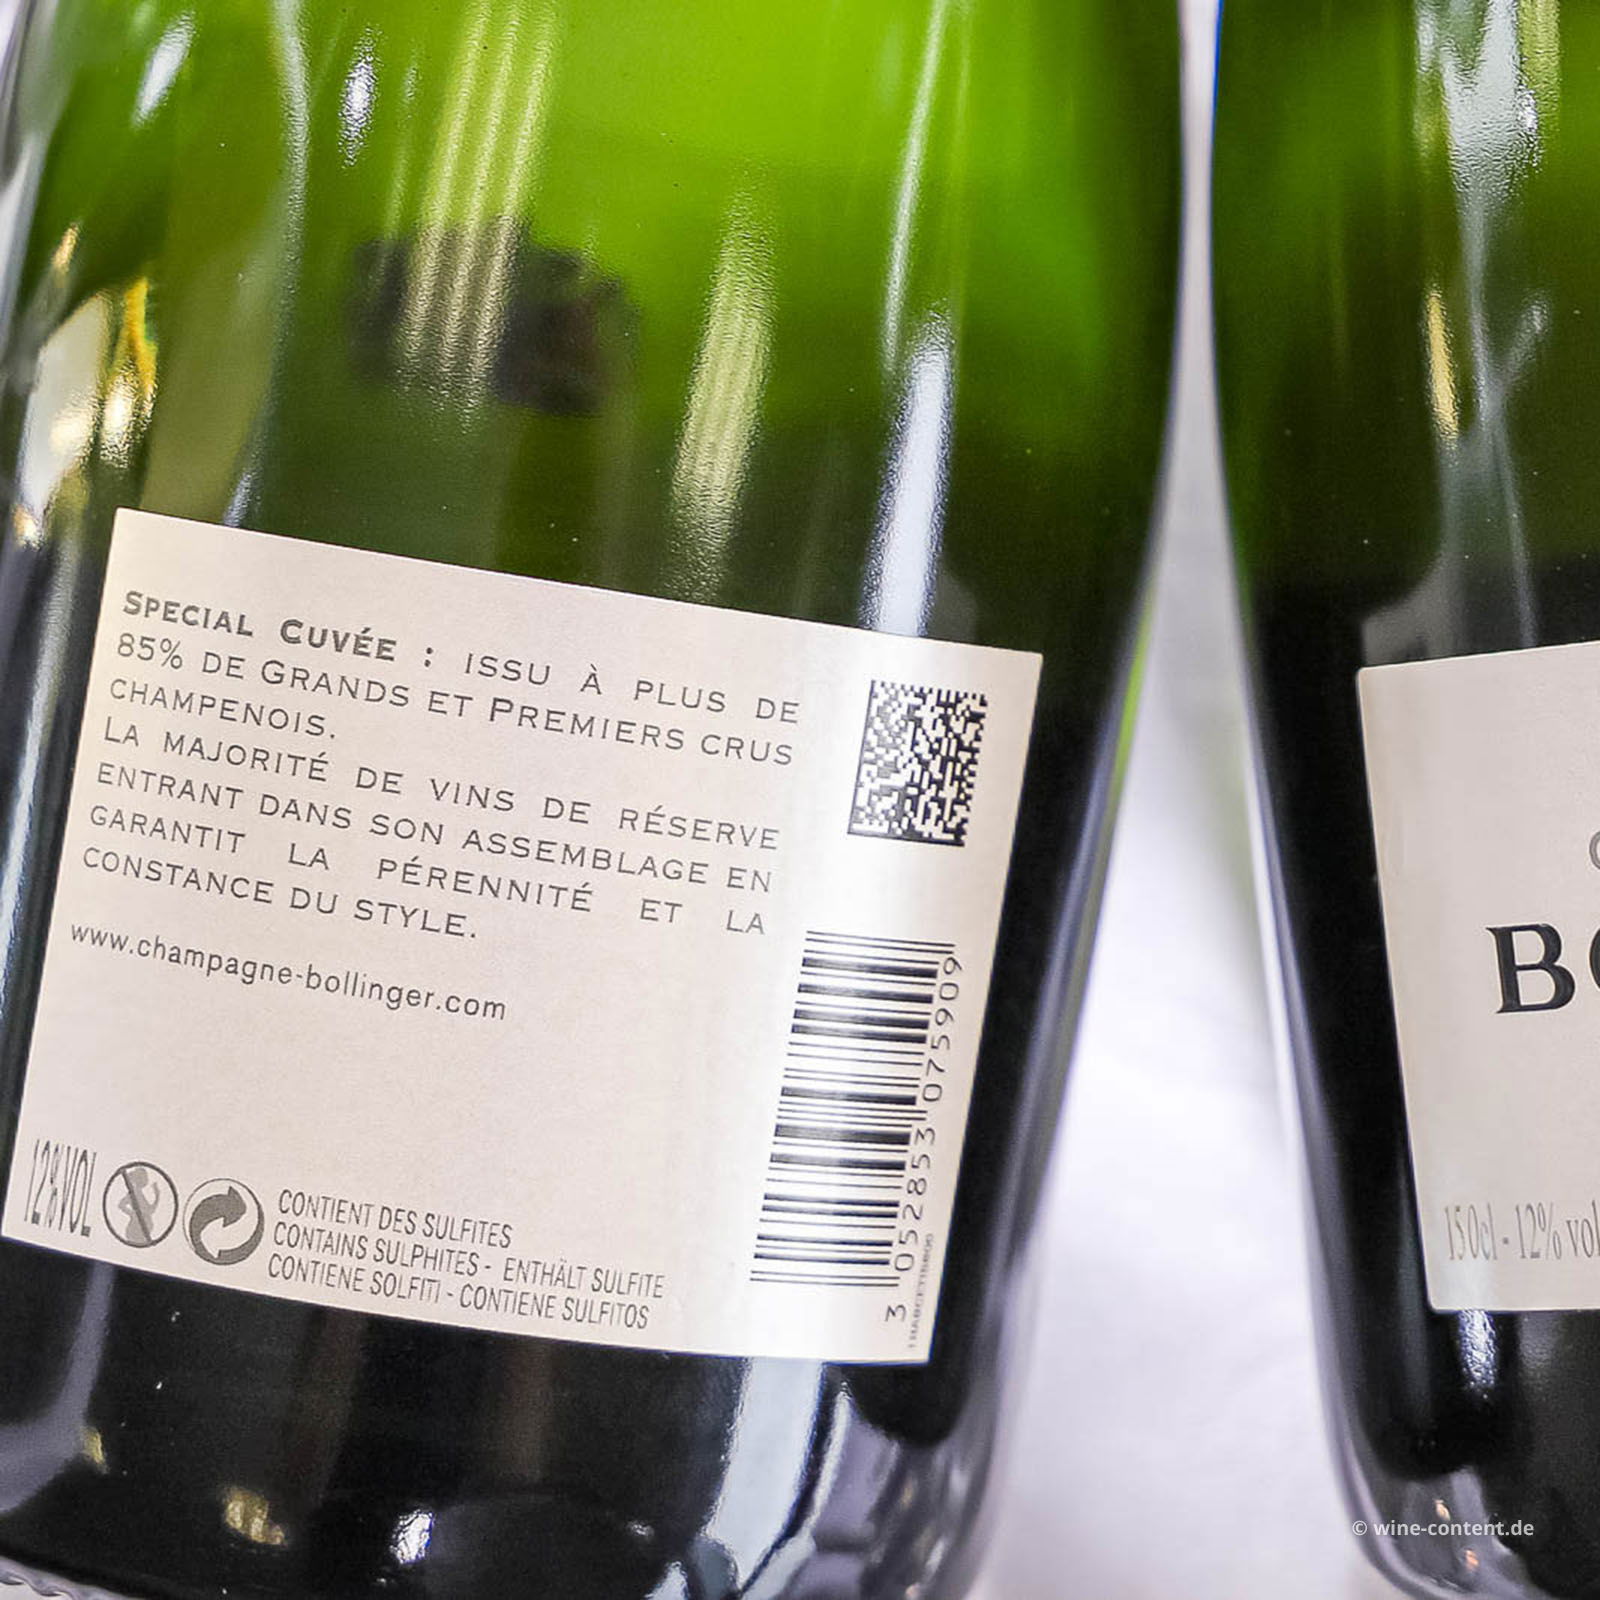 SPECIAL CUVÉE : ISSU À PLUS DE
85% DE GRANDS ET PREMIERS CRUS
CHAMPENOIS.
LA MAJORITÉ DE VINS DE RÉSERVE
ENTRANT DANS SON ASSEMBLAGE EN
GARANTIT LA PÉRENNITÉ ET LA
CONSTANCE DU STYLE.
www.champagne-bollinger.com
12%VOL
CONTIENT DES SULFITES
CONTAINS SULPHITES - ENTHÄLT SULFITE
CONTIENE SOLFITI - CONTIENE SULFITOS
3 052853 075909
BO
150cl - 12% vol
© wine-content.de